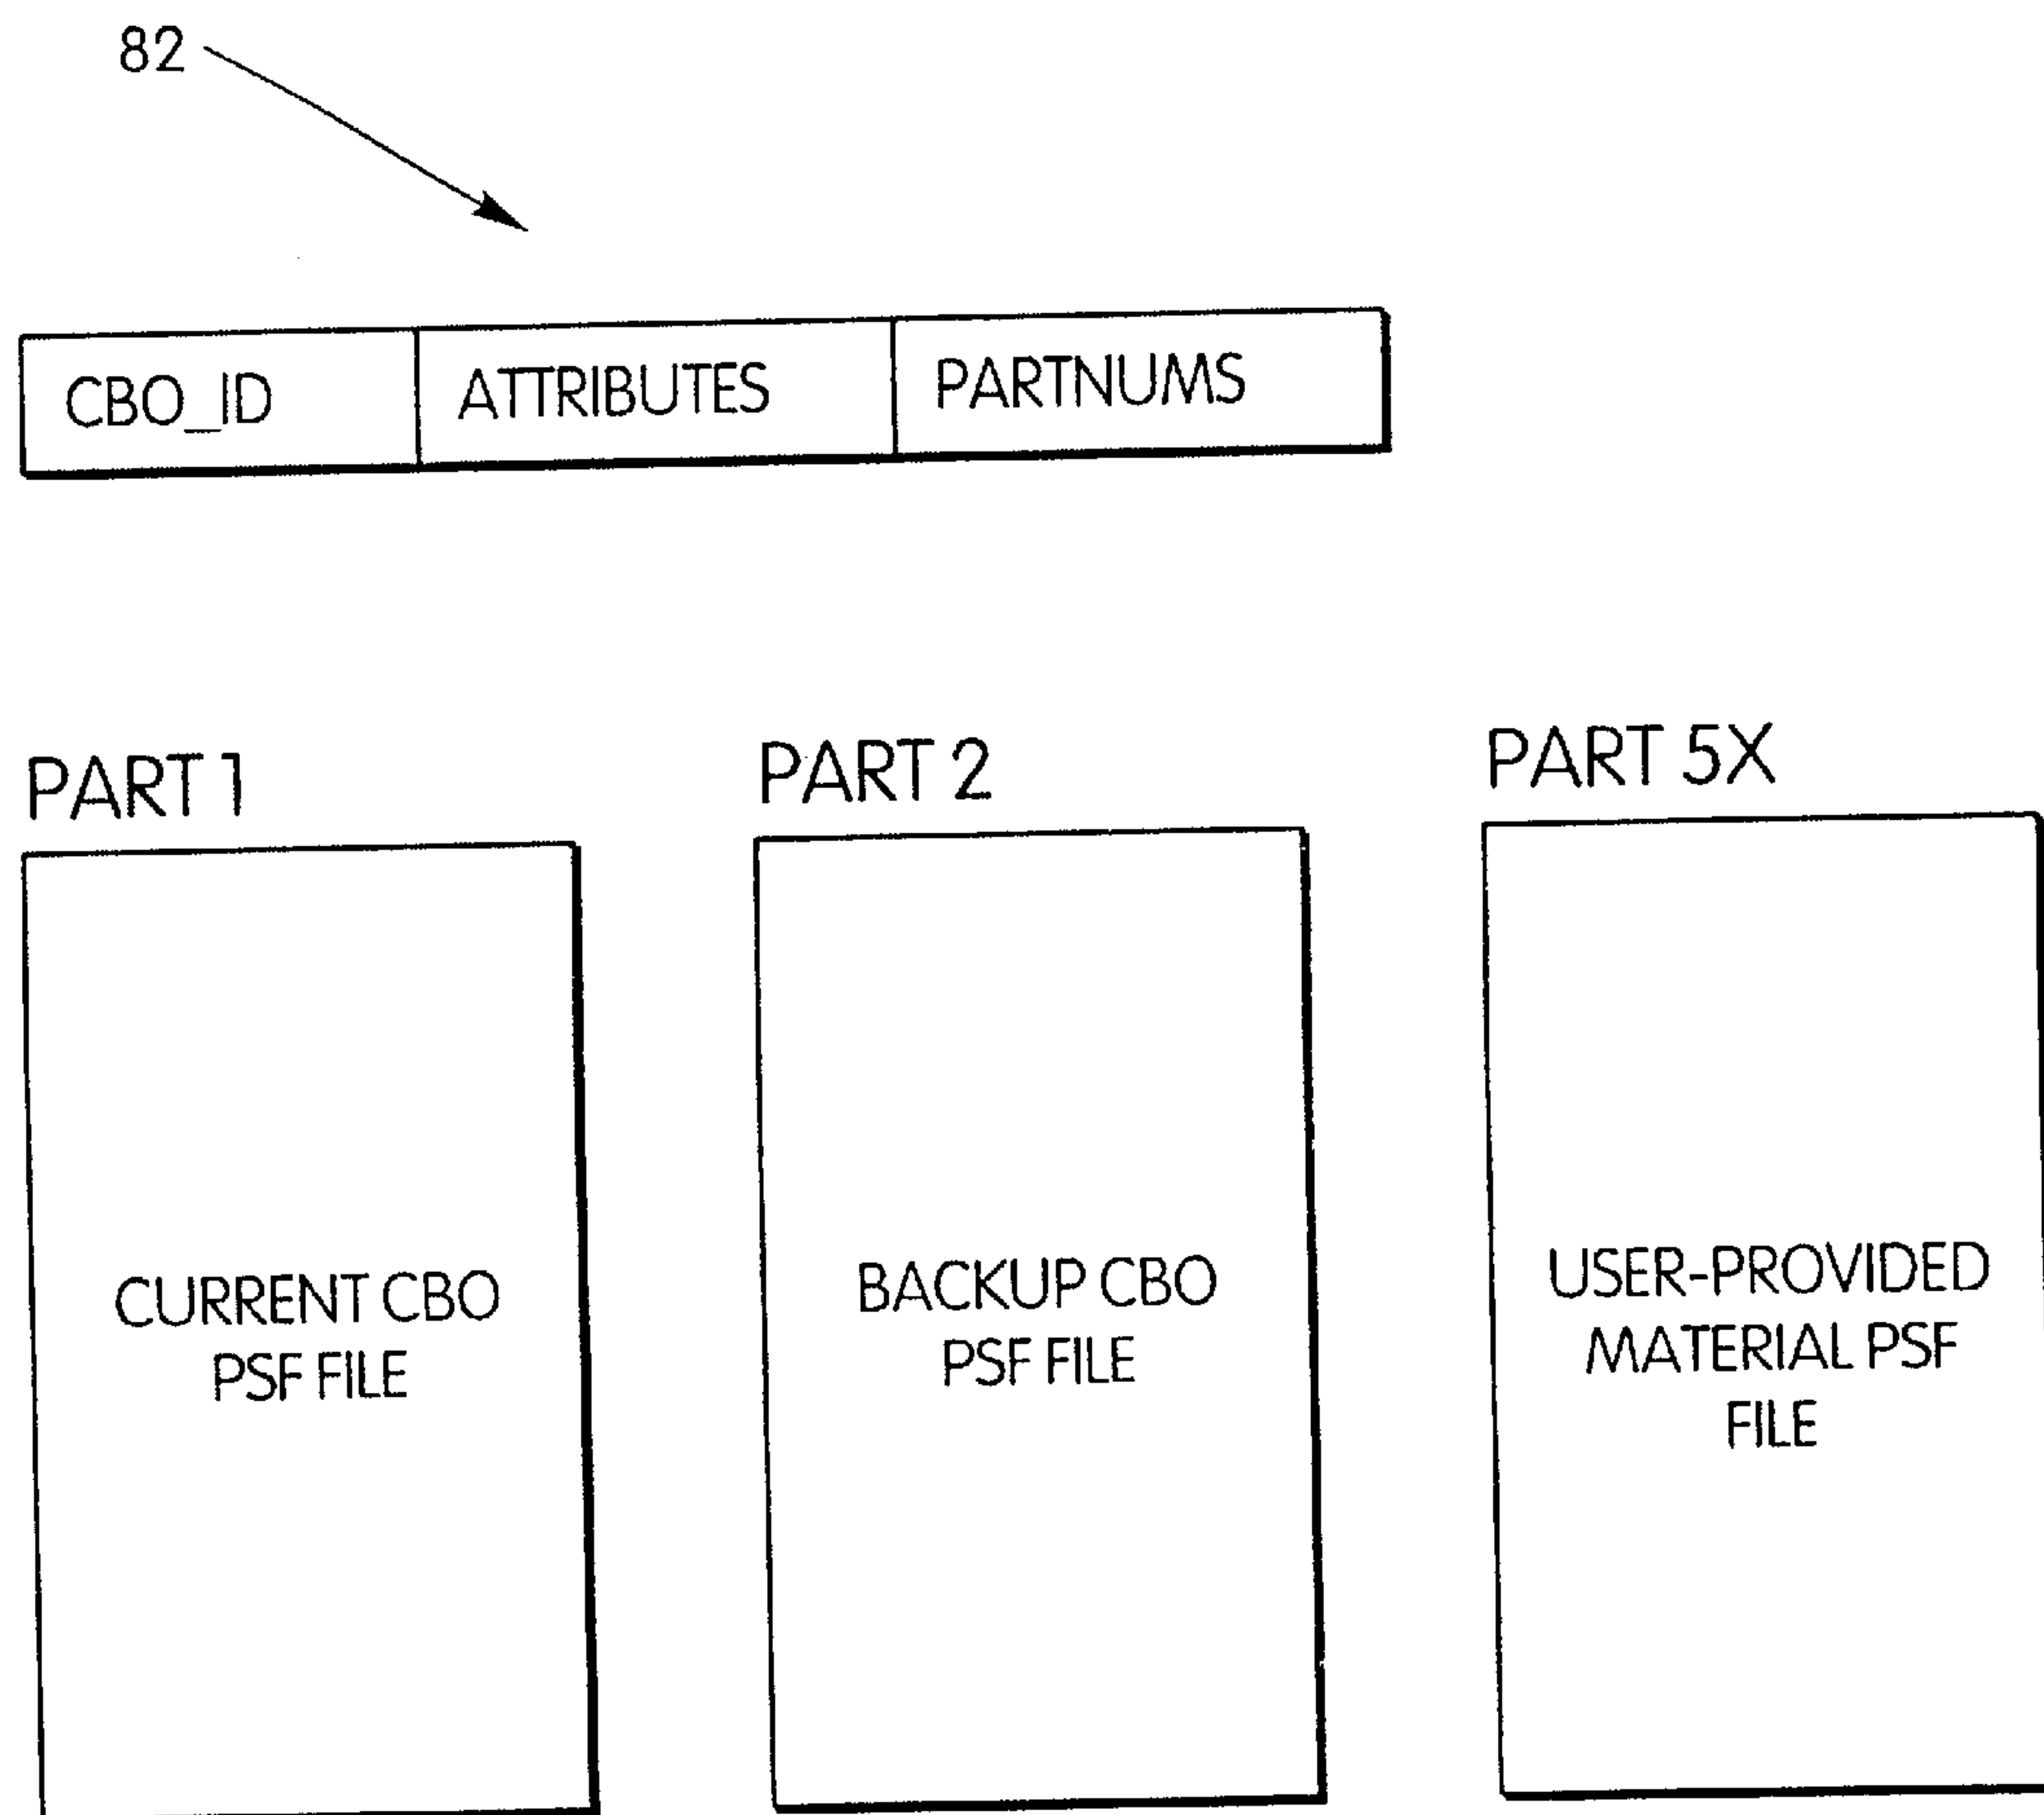 82
CBO_ID ATTRIBUTES PARTNUMS
PART 1 PART 2 PART 5X
CURRENT CBO
PSF FILE
BACKUP CBO
PSF FILE
USER-PROVIDED
MATERIAL PSF
FILE